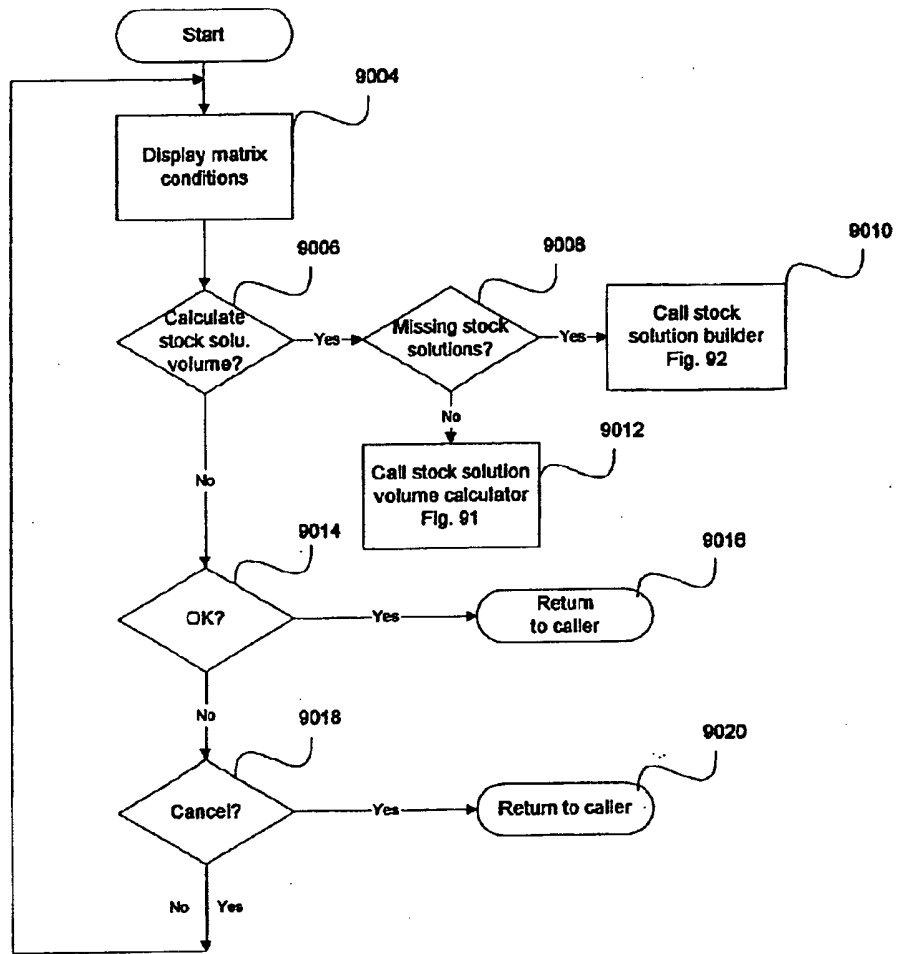 Start
9004
Display matrix
conditions
9006
Calculate
stock solu.
volume?
Yes
9008
Missing stock
solutions?
Yes
9010
Call stock
solution builder
Fig. 92
No
9012
Call stock solution
volume calculator
Fig. 91
No
9014
OK?
Yes
9016
Return
to caller
No
9018
Cancel?
Yes
9020
Return to caller
No Yes